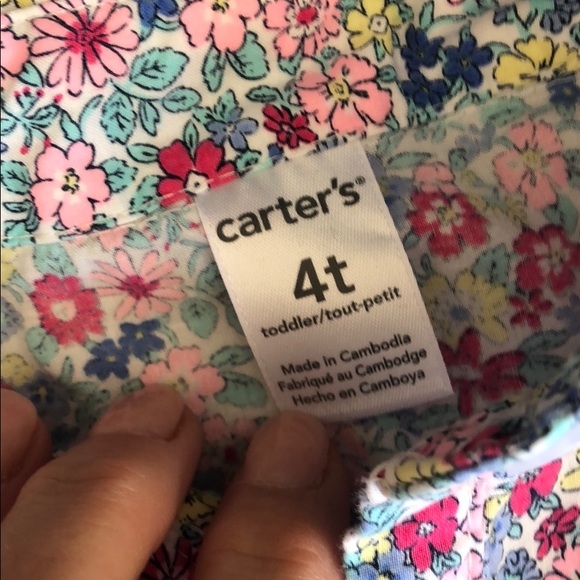 carter's®
4t
toddler/tout-petit
Made in Cambodia
Fabriqué au Cambodge
Hecho en Camboya